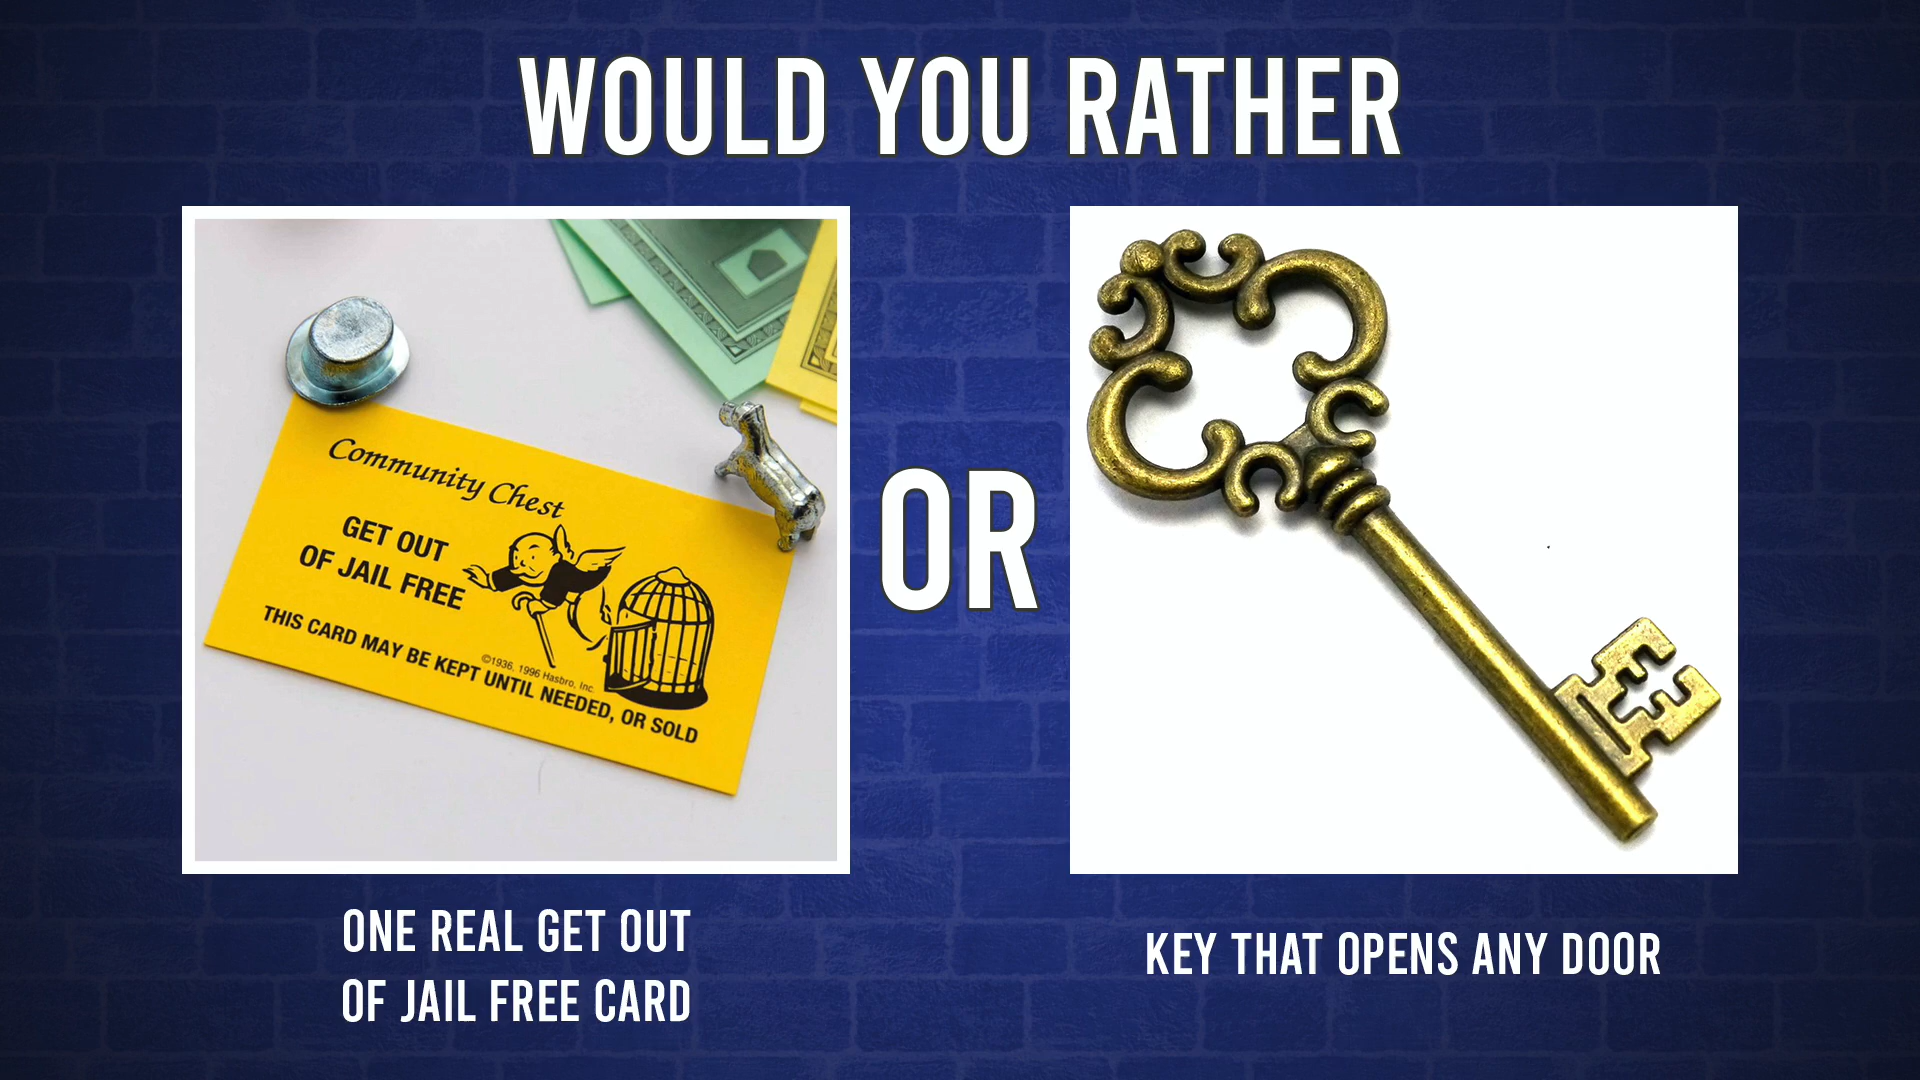 WOULD YOU RATHER
Community Chest
GET OUT
OF JAIL FREE
©1936, 1996 Hasbro, Inc.
THIS CARD MAY BE KEPT UNTIL NEEDED, OR SOLD
OR
ONE REAL GET OUT
OF JAIL FREE CARD
KEY THAT OPENS ANY DOOR